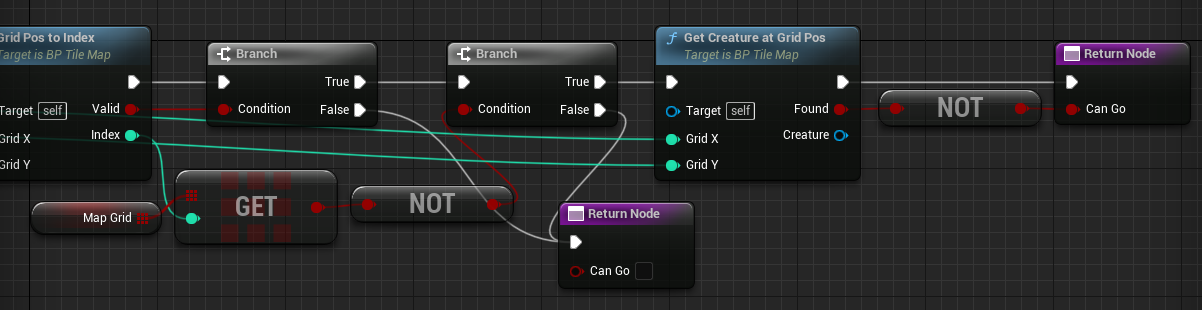 Grid Pos to Index
Target is BP Tile Map
Target self
Valid
Index
Grid X
Grid Y
Map Grid
GET
NOT
Branch
Condition
True
False
Branch
Condition
True
False
Return Node
Can Go
Get Creature at Grid Pos
Target is BP Tile Map
Target self
Found
Grid X
Creature
Grid Y
NOT
Return Node
Can Go